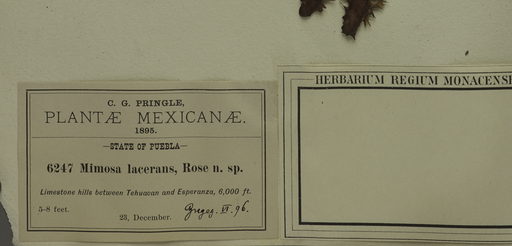 C. G. PRINGLE,
PLANTÆ MEXICANÆ.
1895.
—STATE OF PUEBLA—
6247 Mimosa lacerans, Rose n. sp.
Limestone hills between Tehuacan and Esperanza, 6,000 ft.
5-8 feet.
23, December.
HERBARIUM REGIUM MONACENSE